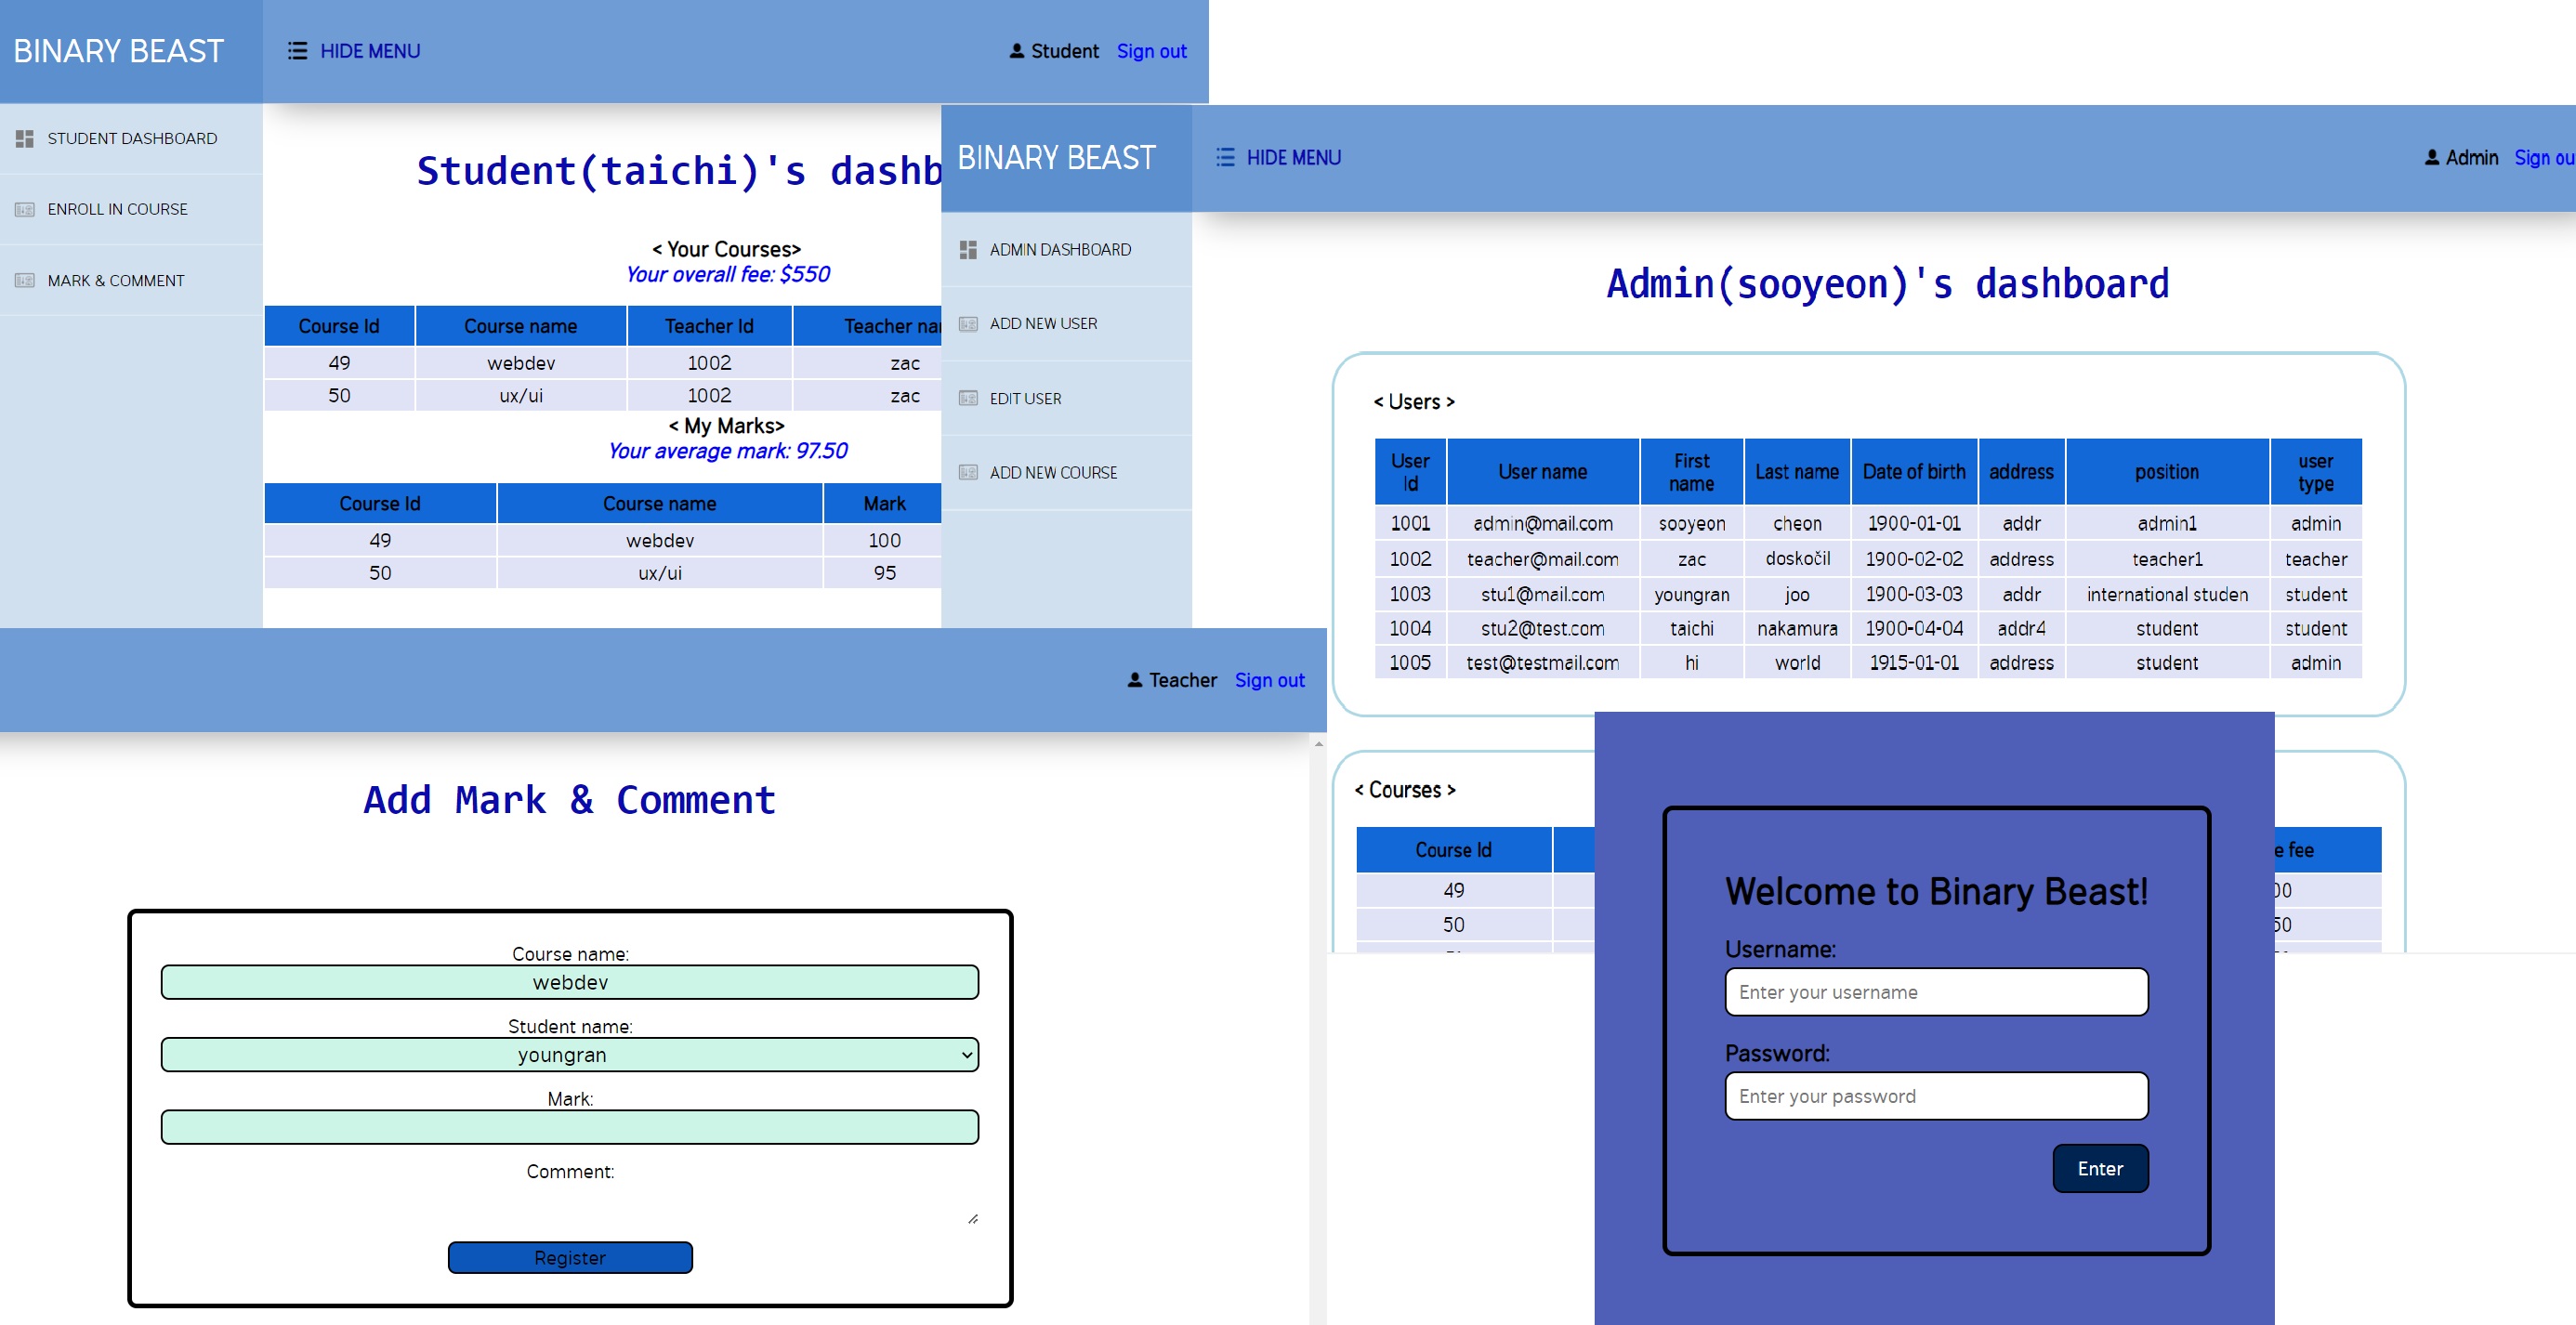 BINARY BEAST
HIDE MENU
Student Sign out
STUDENT DASHBOARD
ENROLL IN COURSE
MARK & COMMENT
Student(taichi)'s dashb
< Your Courses>
Your overall fee: $550
Course Id Course name Teacher Id Teacher na
49 webdev 1002 zac
50 ux/ui 1002 zac
< My Marks>
Your average mark: 97.50
Course Id Course name Mark
49 webdev 100
50 ux/ui 95
BINARY BEAST
HIDE MENU
Admin Sign ou
ADMIN DASHBOARD
ADD NEW USER
EDIT USER
ADD NEW COURSE
Admin(sooyeon)'s dashboard
< Users >
User Id User name First name Last name Date of birth address position user type
1001 admin@mail.com sooyeon cheon 1900-01-01 addr admin1 admin
1002 teacher@mail.com zac doskočil 1900-02-02 address teacher1 teacher
1003 stu1@mail.com youngran joo 1900-03-03 addr international studen student
1004 stu2@test.com taichi nakamura 1900-04-04 addr4 student student
1005 test@testmail.com hi world 1915-01-01 address student admin
< Courses >
Course Id e fee
49 00
50 50
Teacher Sign out
Add Mark & Comment
Course name:
webdev
Student name:
youngran
Mark:
Comment:
Register
Welcome to Binary Beast!
Username:
Enter your username
Password:
Enter your password
Enter